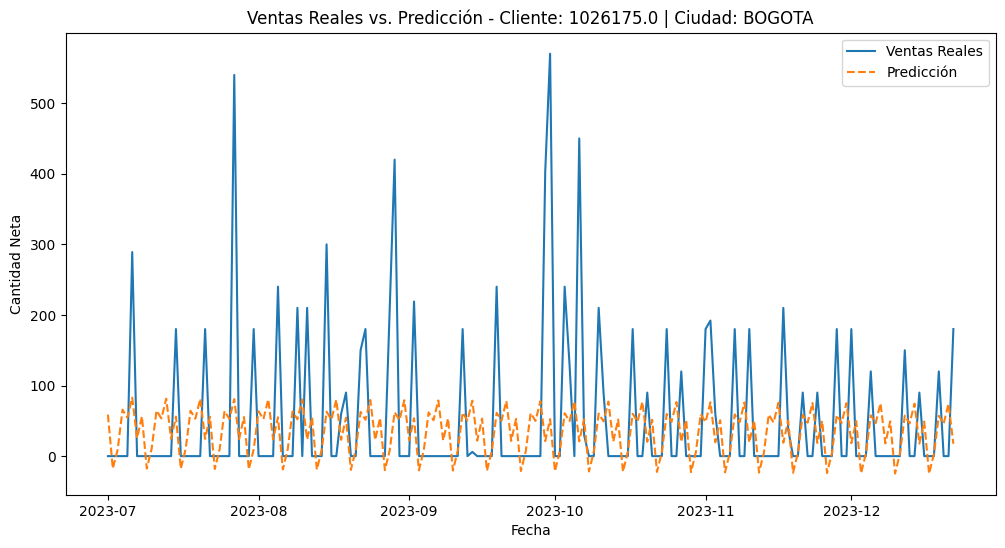 Ventas Reales vs. Predicción - Cliente: 1026175.0 | Ciudad: BOGOTA
Ventas Reales
Predicción
Cantidad Neta
500
400
300
200
100
0
2023-07
2023-08
2023-09
2023-10
2023-11
2023-12
Fecha